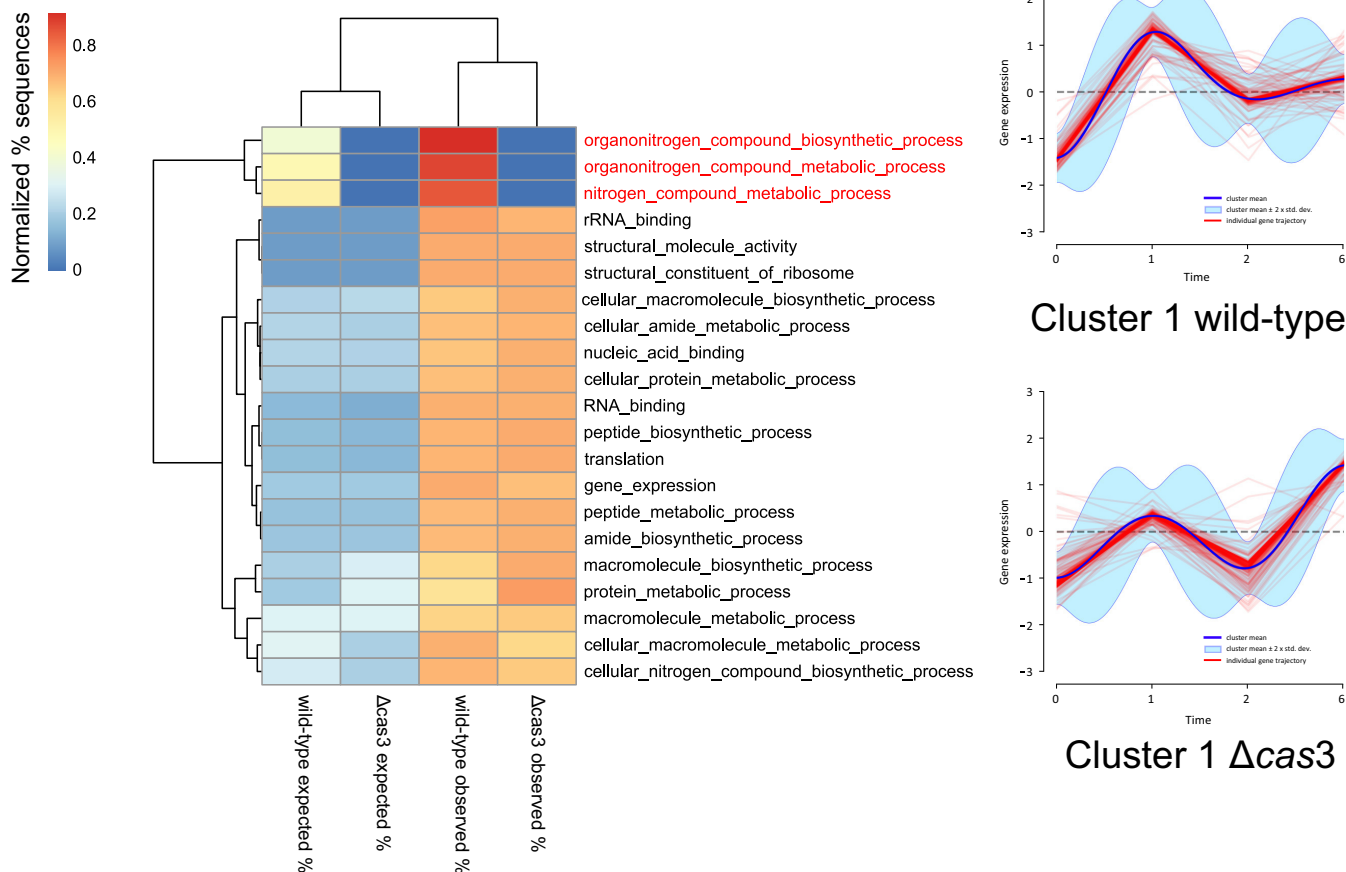 Normalized % sequences
0.8
0.6
0.4
0.2
0
organonitrogen_compound_biosynthetic_process
organonitrogen_compound_metabolic_process
nitrogen_compound_metabolic_process
rRNA_binding
structural_molecule_activity
structural_constituent_of_ribosome
cellular_macromolecule_biosynthetic_process
cellular_amide_metabolic_process
nucleic_acid_binding
cellular_protein_metabolic_process
RNA_binding
peptide_biosynthetic_process
translation
gene_expression
peptide_metabolic_process
amide_biosynthetic_process
macromolecule_biosynthetic_process
protein_metabolic_process
macromolecule_metabolic_process
cellular_macromolecule_metabolic_process
cellular_nitrogen_compound_biosynthetic_process
wild-type expected %
Δcas3 expected %
wild-type observed %
Δcas3 observed %
2
1
0
−1
−2
−3
Gene expression
cluster mean
cluster mean ± 2 x std. dev.
individual gene trajectory
0 1 2 6
Time
Cluster 1 wild-type
3
2
1
0
−1
−2
−3
Gene expression
cluster mean
cluster mean ± 2 x std. dev.
individual gene trajectory
0 1 2 6
Time
Cluster 1 Δcas3